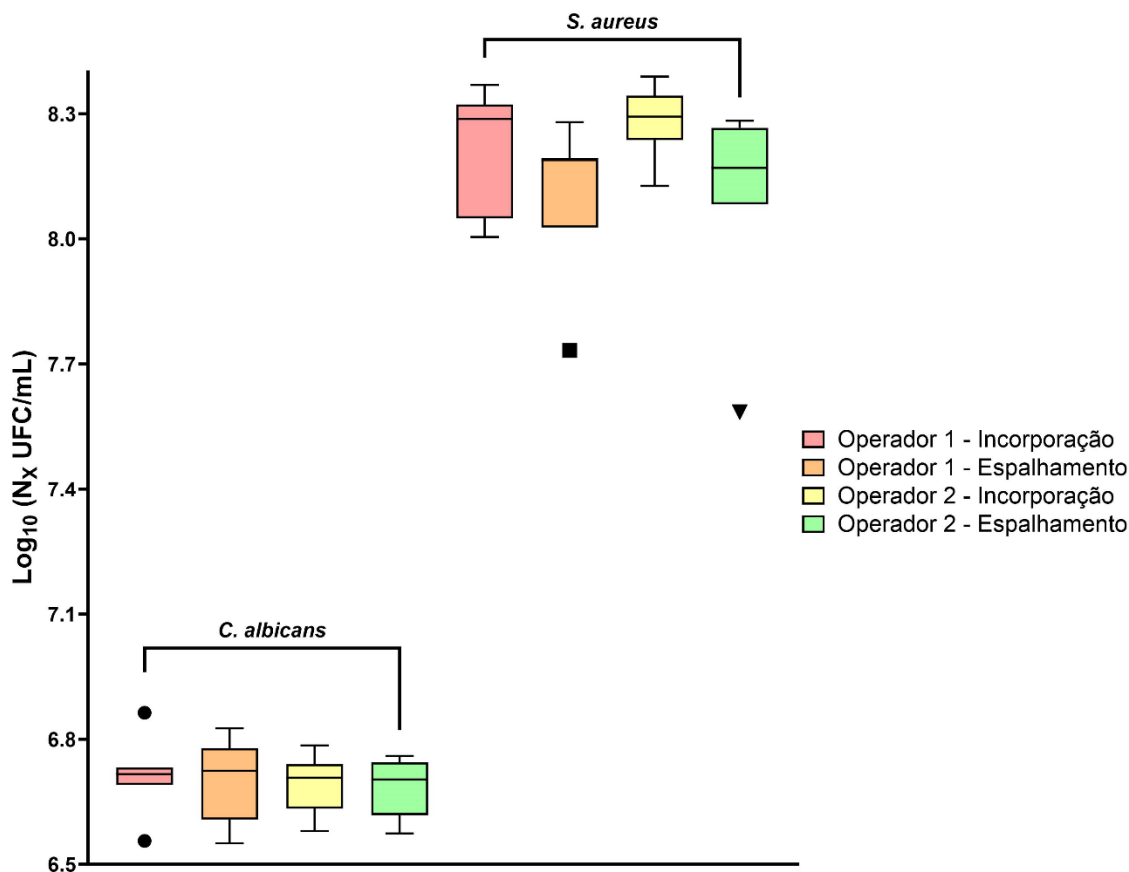 S. aureus
8.3
8.0
7.7
7.4
7.1
6.8
6.5
Log₁₀ (Nₓ UFC/mL)
Operador 1 - Incorporação
Operador 1 - Espalhamento
Operador 2 - Incorporação
Operador 2 - Espalhamento
C. albicans